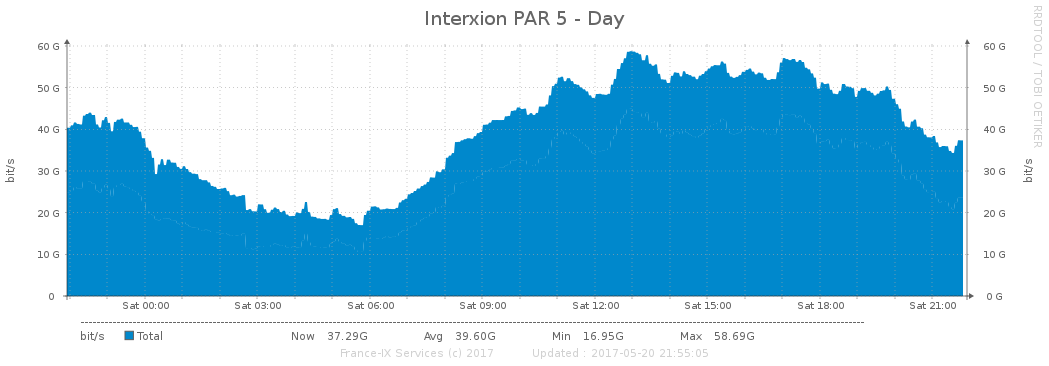 Interxion PAR 5 - Day
RRDTOOL / TOBI OETIKER
60 G
60 G
50 G
50 G
40 G
40 G
30 G
30 G
20 G
20 G
10 G
10 G
0
0 G
bit/s
bit/s
Sat 00:00 Sat 03:00 Sat 06:00 Sat 09:00 Sat 12:00 Sat 15:00 Sat 18:00 Sat 21:00
bit/s Total Now 37.29G Avg 39.60G Min 16.95G Max 58.69G
France-IX Services (c) 2017 Updated : 2017-05-20 21:55:05